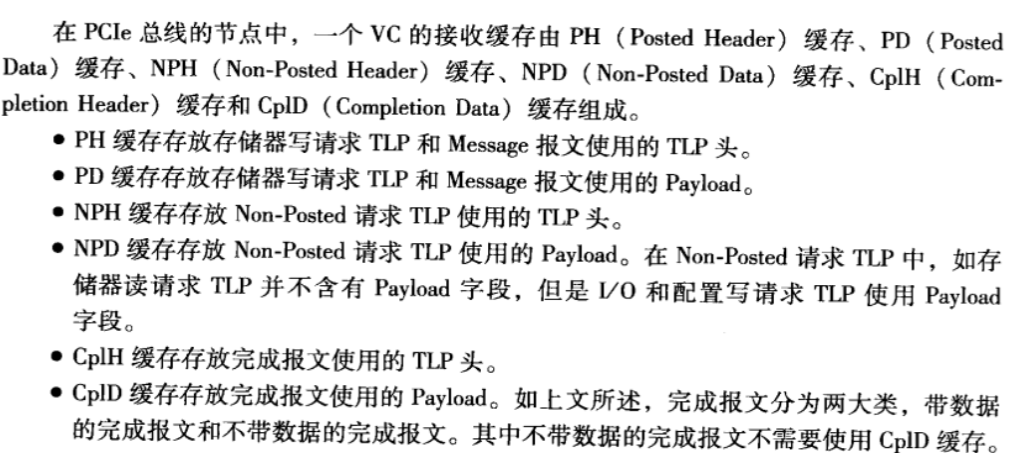 在 PCIe 总线的节点中，一个 VC 的接收缓存由 PH（Posted Header）缓存、PD（Posted
Data）缓存、NPH（Non-Posted Header）缓存、NPD（Non-Posted Data）缓存、CplH（Com-
pletion Header）缓存和 CplD（Completion Data）缓存组成。
● PH 缓存存放存储器写请求 TLP 和 Message 报文使用的 TLP 头。
● PD 缓存存放存储器写请求 TLP 和 Message 报文使用的 Payload。
● NPH 缓存存放 Non-Posted 请求 TLP 使用的 TLP 头。
● NPD 缓存存放 Non-Posted 请求 TLP 使用的 Payload。在 Non-Posted 请求 TLP 中，如存
储器读请求 TLP 并不含有 Payload 字段，但是 I/O 和配置写请求 TLP 使用 Payload
字段。
● CplH 缓存存放完成报文使用的 TLP 头。
● CplD 缓存存放完成报文使用的 Payload。如上文所述，完成报文分为两大类，带数据
的完成报文和不带数据的完成报文。其中不带数据的完成报文不需要使用 CplD 缓存。